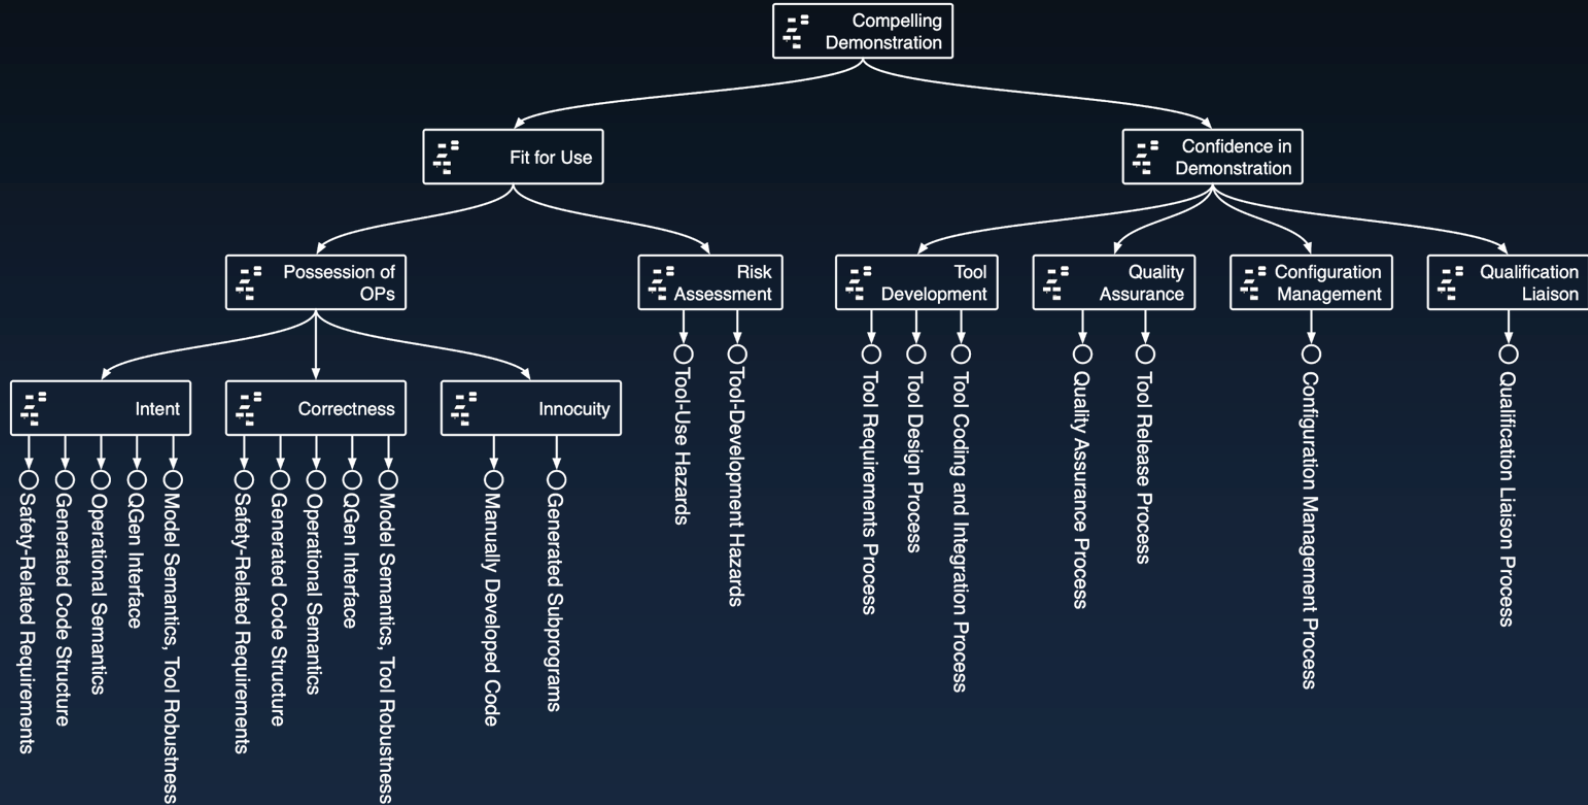 Compelling
Demonstration
Fit for Use
Confidence in
Demonstration
Possession of
OPs
Risk
Assessment
Tool
Development
Quality
Assurance
Configuration
Management
Qualification
Liaison
Intent
Correctness
Innocuity
Safety-Related Requirements
Generated Code Structure
Operational Semantics
QGen Interface
Model Semantics, Tool Robustness
Safety-Related Requirements
Generated Code Structure
Operational Semantics
QGen Interface
Model Semantics, Tool Robustness
Manually Developed Code
Generated Subprograms
Tool-Use Hazards
Tool-Development Hazards
Tool Requirements Process
Tool Design Process
Tool Coding and Integration Process
Quality Assurance Process
Tool Release Process
Configuration Management Process
Qualification Liaison Process